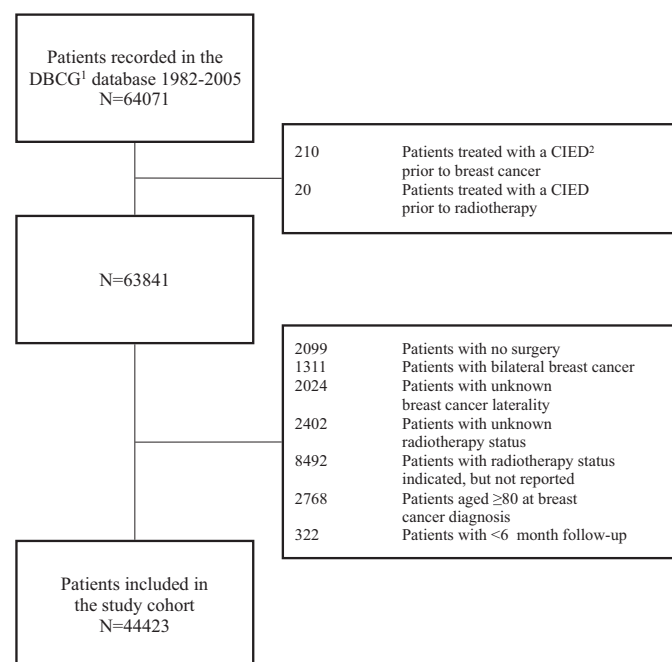 Patients recorded in the
DBCG¹ database 1982-2005
N=64071
210 Patients treated with a CIED²
prior to breast cancer
20 Patients treated with a CIED
prior to radiotherapy
N=63841
2099 Patients with no surgery
1311 Patients with bilateral breast cancer
2024 Patients with unknown
breast cancer laterality
2402 Patients with unknown
radiotherapy status
8492 Patients with radiotherapy status
indicated, but not reported
2768 Patients aged ≥80 at breast
cancer diagnosis
322 Patients with <6 month follow-up
Patients included in
the study cohort
N=44423